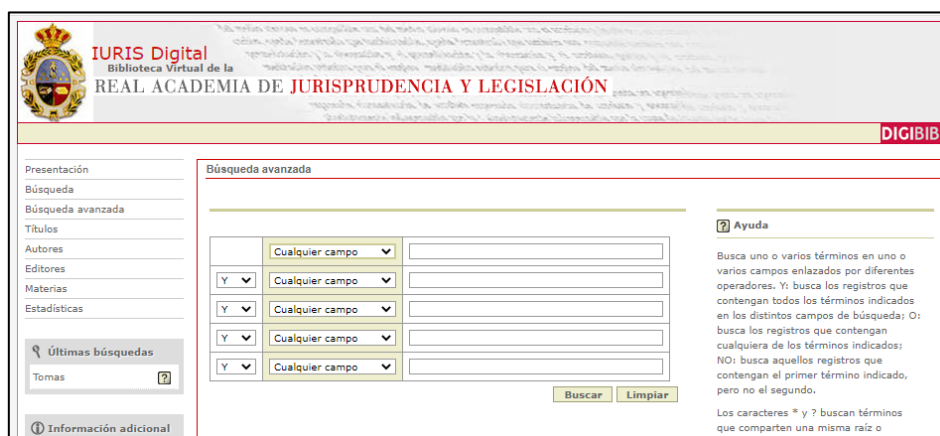 IURIS Digital
Biblioteca Virtual de la
REAL ACADEMIA DE JURISPRUDENCIA Y LEGISLACIÓN
DIGIBIB
Presentación
Búsqueda
Búsqueda avanzada
Títulos
Autores
Editores
Materias
Estadísticas
Últimas búsquedas
Tomas ?
Información adicional
Búsqueda avanzada
Cualquier campo
Y Cualquier campo
Y Cualquier campo
Y Cualquier campo
Y Cualquier campo
Buscar Limpiar
? Ayuda
Busca uno o varios términos en uno o
varios campos enlazados por diferentes
operadores. Y: busca los registros que
contengan todos los términos indicados
en los distintos campos de búsqueda; O:
busca los registros que contengan
cualquiera de los términos indicados;
NO: busca aquellos registros que
contengan el primer término indicado,
pero no el segundo.
Los caracteres * y ? buscan términos
que comparten una misma raíz o